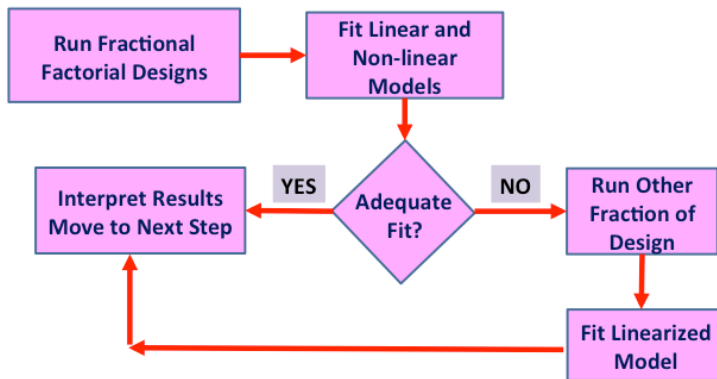 Run Fractional
Factorial Designs
Fit Linear and
Non-linear
Models
Adequate
Fit?
YES
NO
Interpret Results
Move to Next Step
Run Other
Fraction of
Design
Fit Linearized
Model